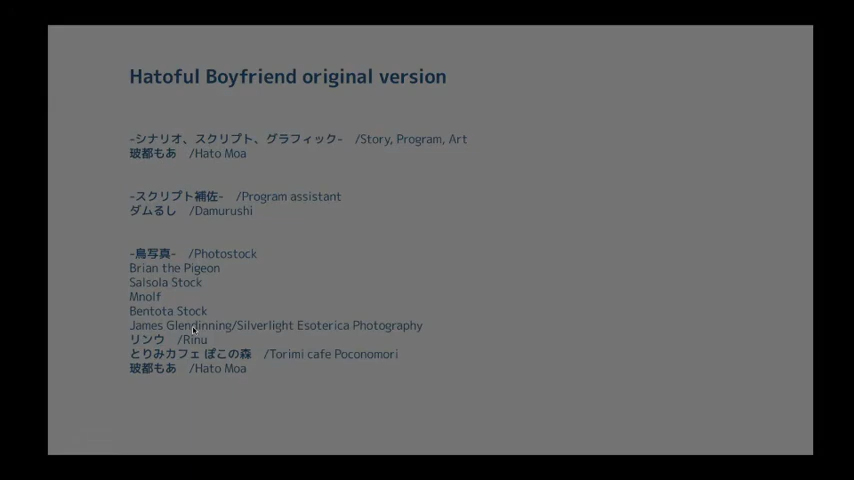 Hatoful Boyfriend original version
-シナリオ、スクリプト、グラフィック- /Story, Program, Art
玻都もあ /Hato Moa
-スクリプト補佐- /Program assistant
ダムるし /Damurushi
-鳥写真- /Photostock
Brian the Pigeon
Salsola Stock
Mnolf
Bentota Stock
James Glendinning/Silverlight Esoterica Photography
リンウ /Rinu
とりみカフェ ぽこの森 /Torimi cafe Poconomori
玻都もあ /Hato Moa